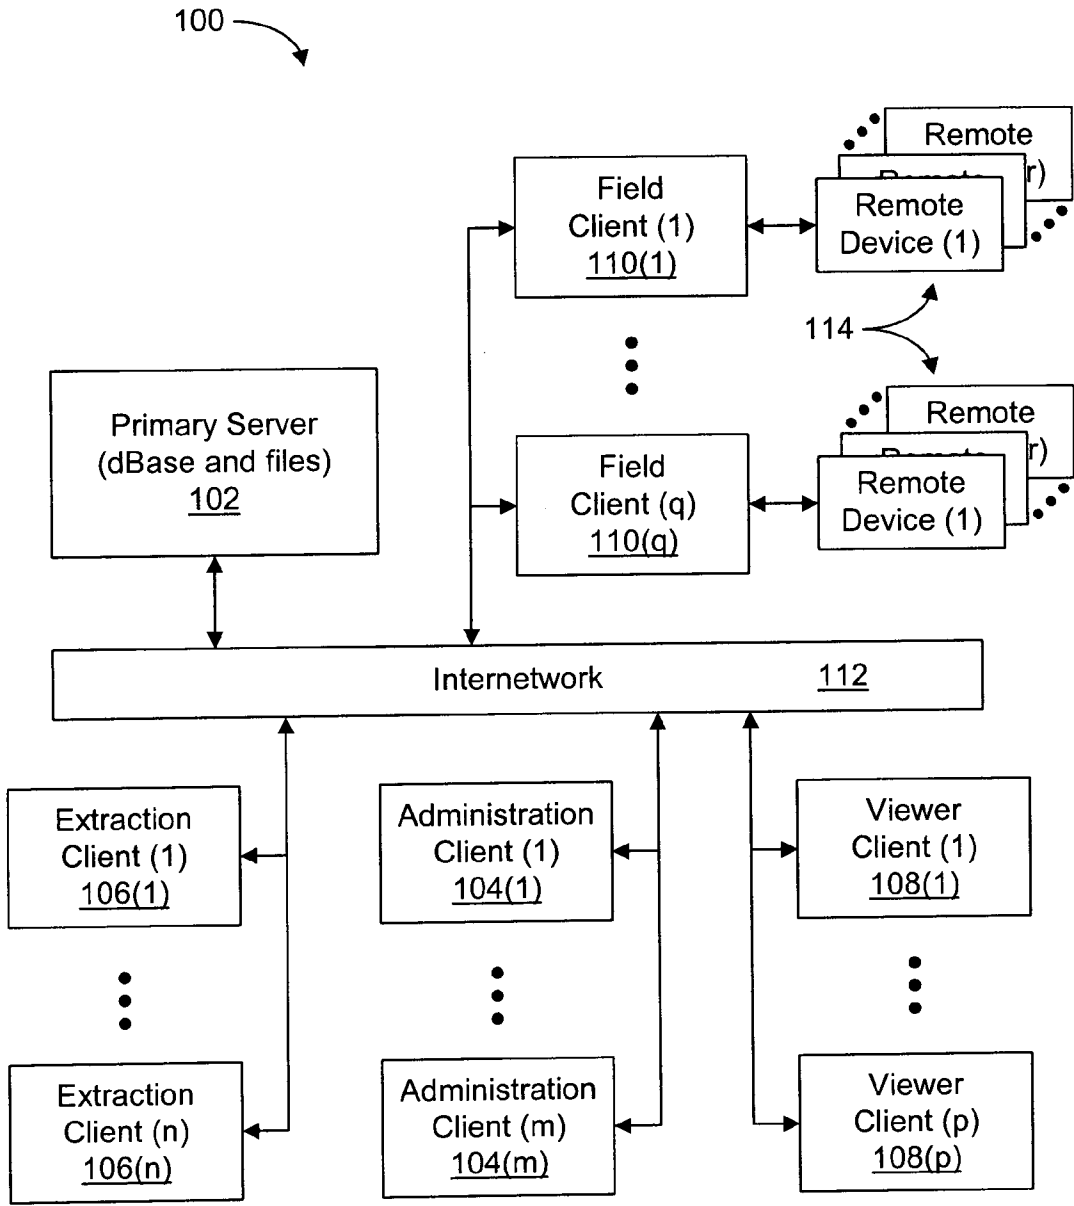 100
Remote
r)
Remote
Device (1)
Field
Client (1)
110(1)
114
Remote
r)
Remote
Device (1)
Field
Client (q)
110(q)
Primary Server
(dBase and files)
102
Internetwork 112
Extraction
Client (1)
106(1)
Administration
Client (1)
104(1)
Viewer
Client (1)
108(1)
Extraction
Client (n)
106(n)
Administration
Client (m)
104(m)
Viewer
Client (p)
108(p)